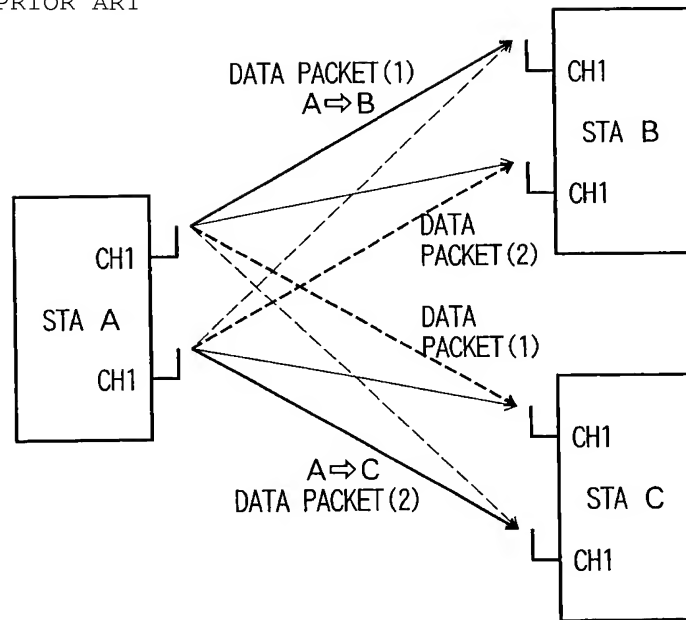 PRIOR ART
DATA PACKET(1)
A⇨B
CH1
STA B
CH1
DATA
PACKET(2)
CH1
STA A
CH1
DATA
PACKET(1)
A⇨C
DATA PACKET(2)
CH1
STA C
CH1